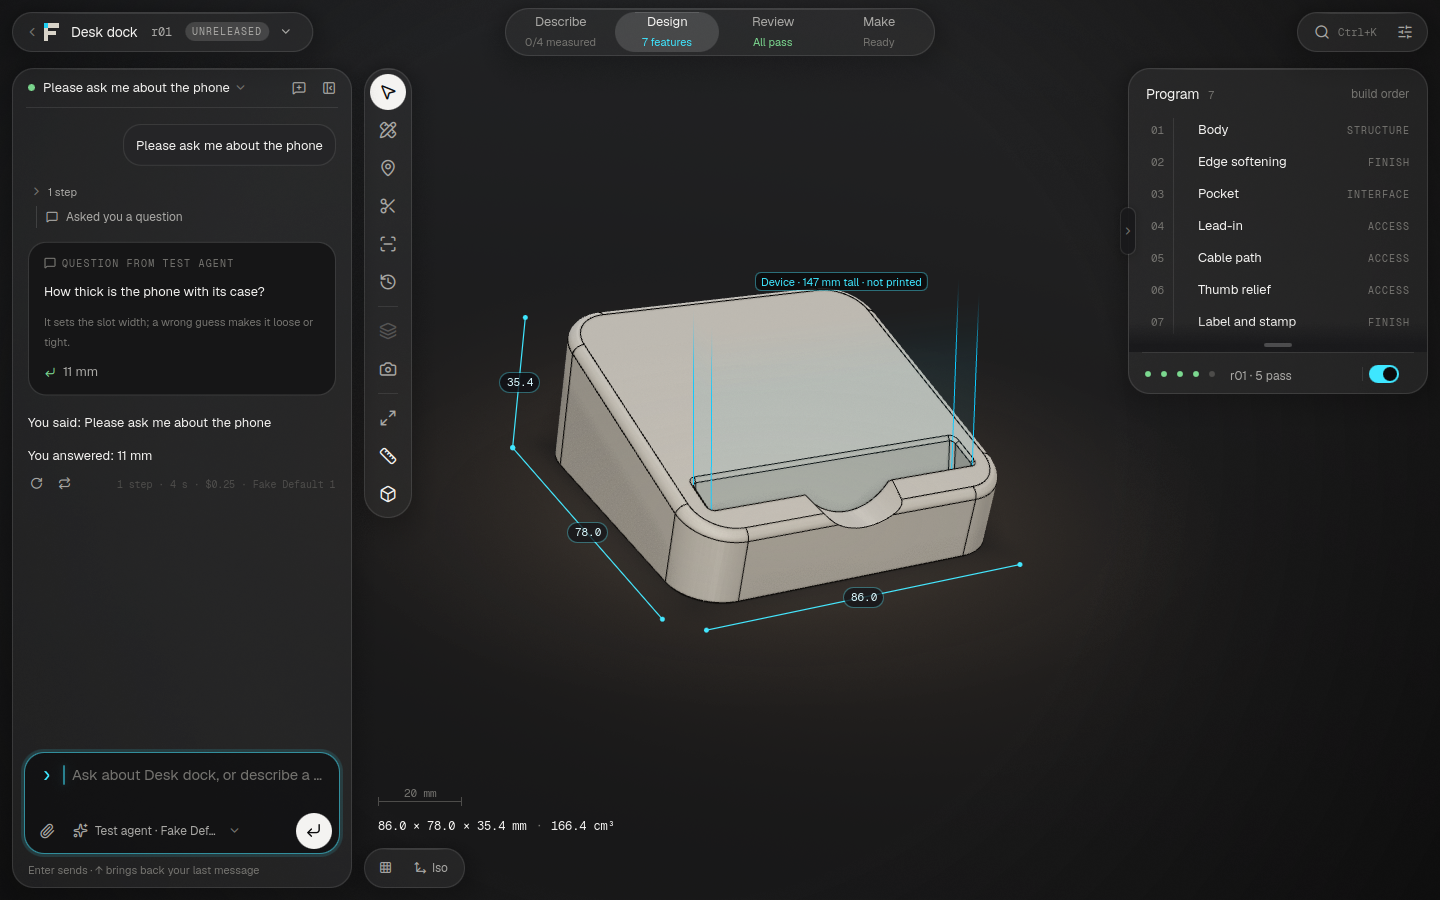 Desk dock r01 UNRELEASED
Describe
0/4 measured
Design
7 features
Review
All pass
Make
Ready
Ctrl+K
Please ask me about the phone
Please ask me about the phone
1 step
Asked you a question
QUESTION FROM TEST AGENT
How thick is the phone with its case?
It sets the slot width; a wrong guess makes it loose or
tight.
11 mm
You said: Please ask me about the phone
You answered: 11 mm
1 step · 4 s · $0.25 · Fake Default 1
Ask about Desk dock, or describe a ...
Test agent · Fake Def...
Enter sends · ↑ brings back your last message
Device · 147 mm tall · not printed
35.4
78.0
86.0
20 mm
86.0 × 78.0 × 35.4 mm · 166.4 cm³
Iso
Program 7 build order
01 Body STRUCTURE
02 Edge softening FINISH
03 Pocket INTERFACE
04 Lead-in ACCESS
05 Cable path ACCESS
06 Thumb relief ACCESS
07 Label and stamp FINISH
r01 · 5 pass